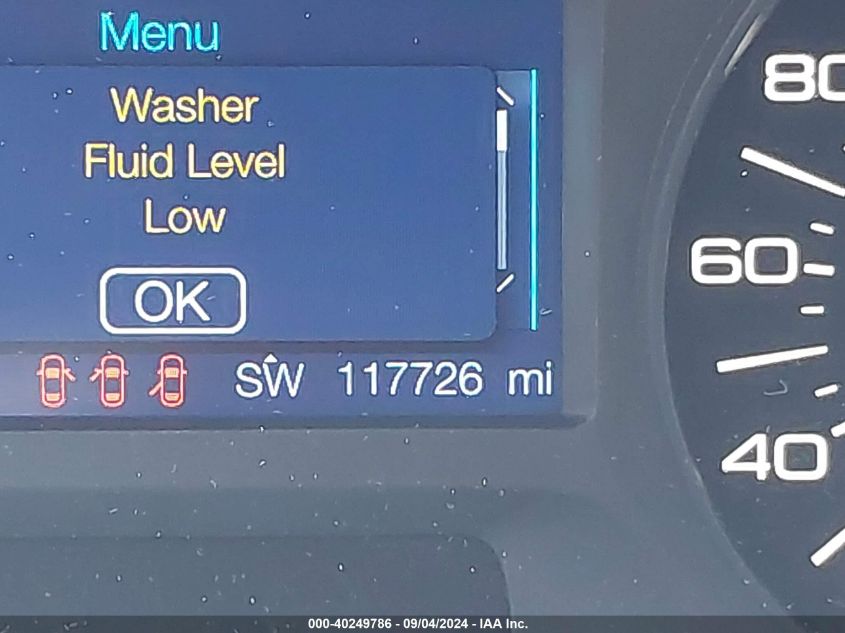 Menu
Washer
Fluid Level
Low
OK
SW 117726 mi
80
60
40
000-40249786 - 09/04/2024 - IAA Inc.